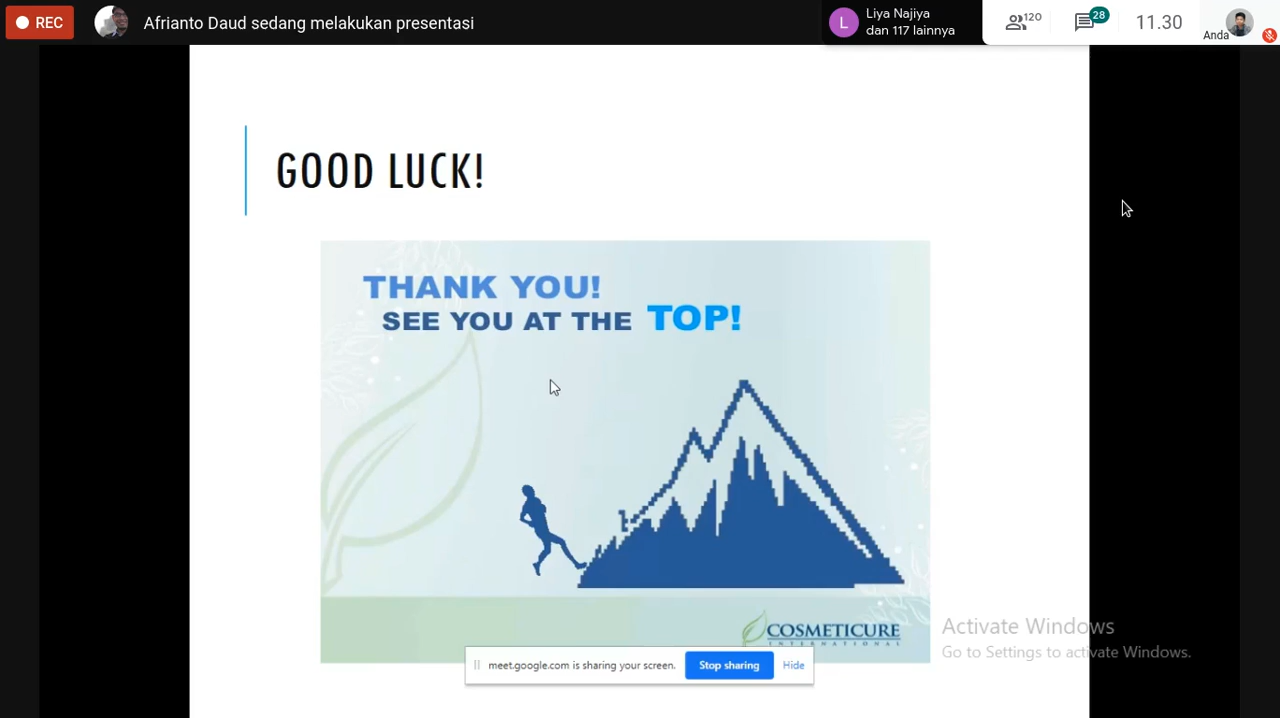 REC
Afrianto Daud sedang melakukan presentasi
Liya Najiya
dan 117 lainnya
L
120
28
11.30
Anda
GOOD LUCK!
THANK YOU!
SEE YOU AT THE TOP!
COSMETICURE
INTERNATIONAL
Activate Windows
Go to Settings to activate Windows.
meet.google.com is sharing your screen.
Stop sharing
Hide